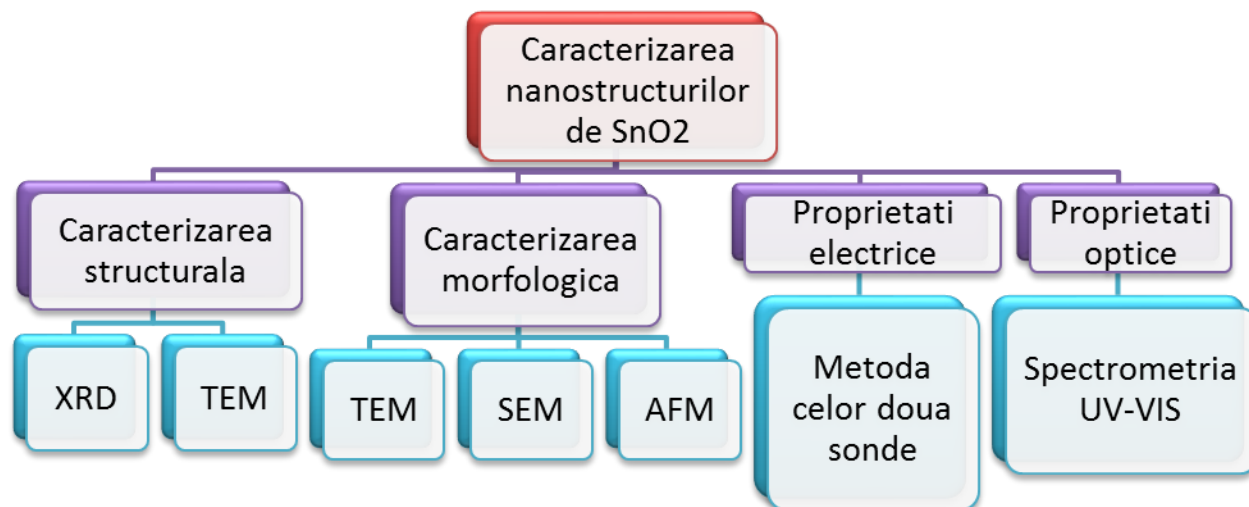 Caracterizarea
nanostructurilor
de SnO2
Caracterizarea
structurala
Caracterizarea
morfologica
Proprietati
electrice
Proprietati
optice
XRD
TEM
TEM
SEM
AFM
Metoda
celor doua
sonde
Spectrometria
UV-VIS